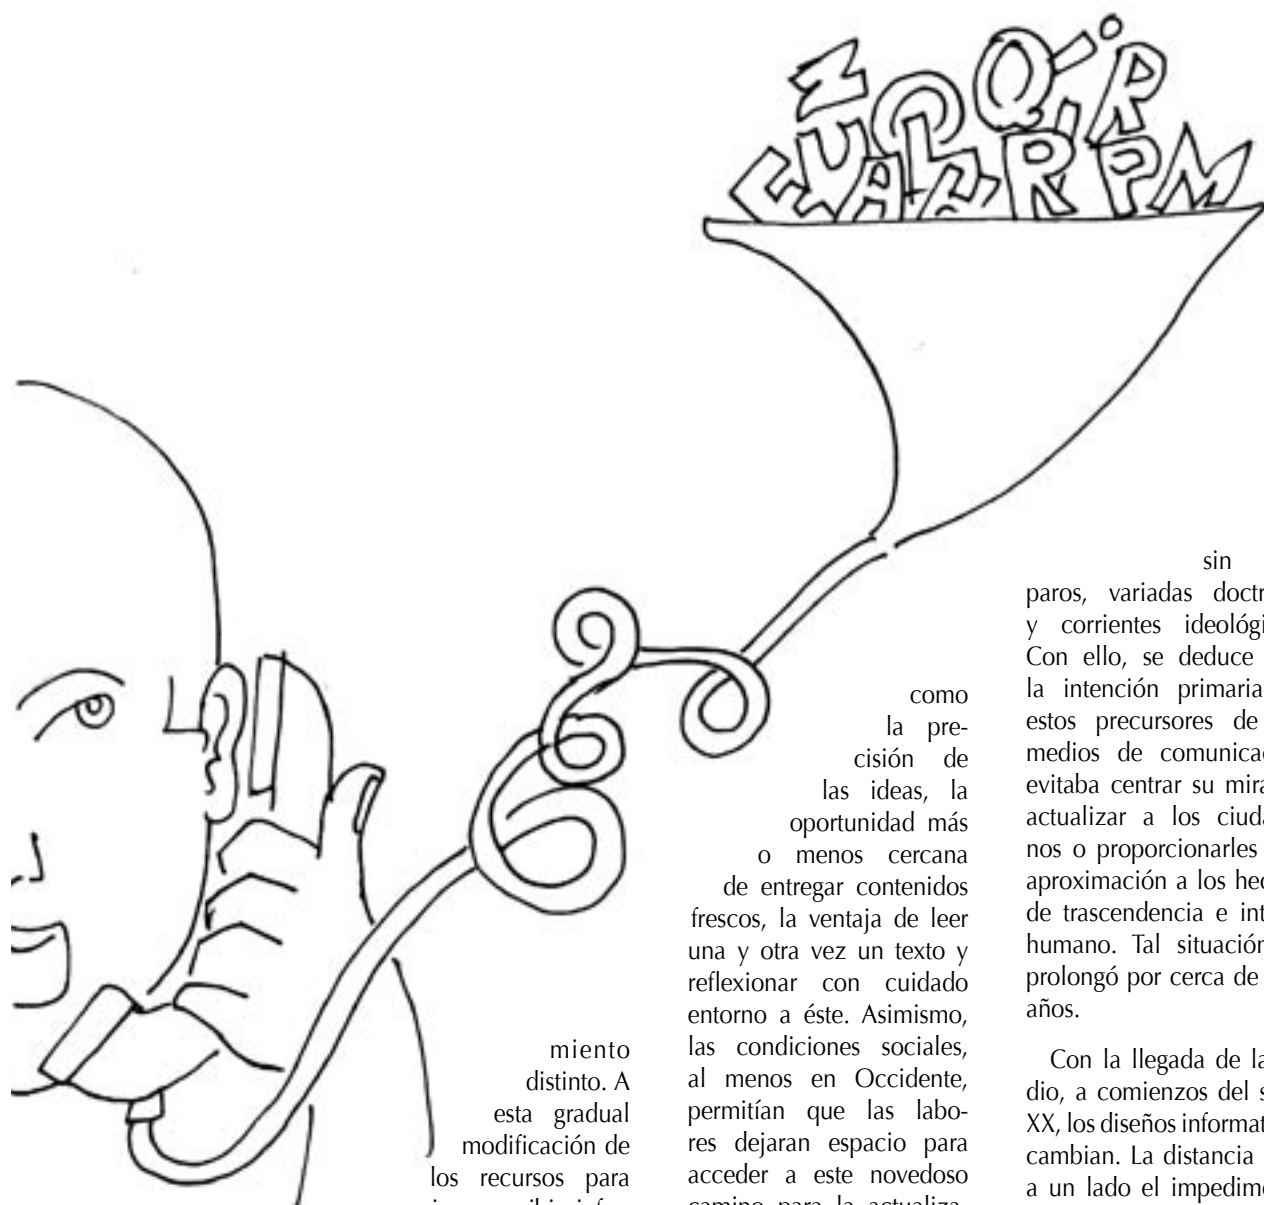 miento
distinto. A
esta gradual
modificación de
los recursos para
como
la pre-
cisión de
las ideas, la
oportunidad más
o menos cercana
de entregar contenidos
frescos, la ventaja de leer
una y otra vez un texto y
reflexionar con cuidado
entorno a éste. Asimismo,
las condiciones sociales,
al menos en Occidente,
permitían que las labo-
res dejaran espacio para
acceder a este novedoso
camino para la actualiza-
sin
paros, variadas doctr
y corrientes ideológi
Con ello, se deduce
la intención primaria
estos precursores de
medios de comunicac
evitaba centrar su mira
actualizar a los ciuda
nos o proporcionarles
aproximación a los hec
de trascendencia e int
humano. Tal situación
prolongó por cerca de
años.
Con la llegada de la
dio, a comienzos del s
XX, los diseños informat
cambian. La distancia
a un lado el impedime